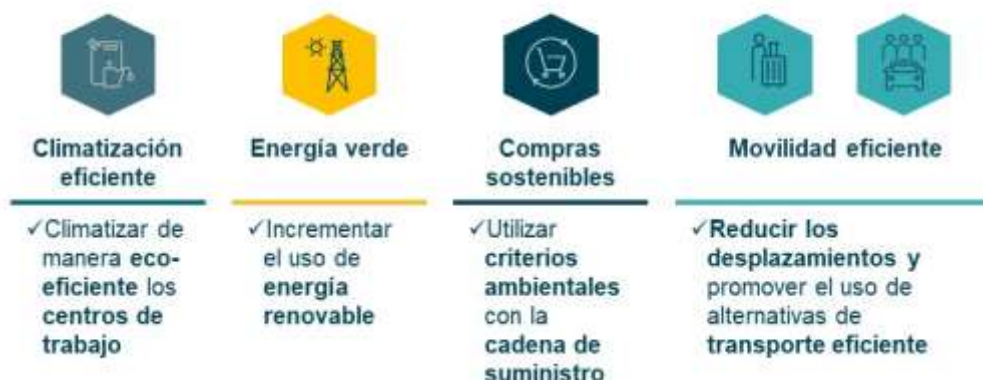 Climatización
eficiente
✓Climatizar de
manera eco-
eficiente los
centros de
trabajo
Energía verde
✓Incrementar
el uso de
energía
renovable
Compras
sostenibles
✓Utilizar
criterios
ambientales
con la
cadena de
suministro
Movilidad eficiente
✓Reducir los
desplazamientos y
promover el uso de
alternativas de
transporte eficiente